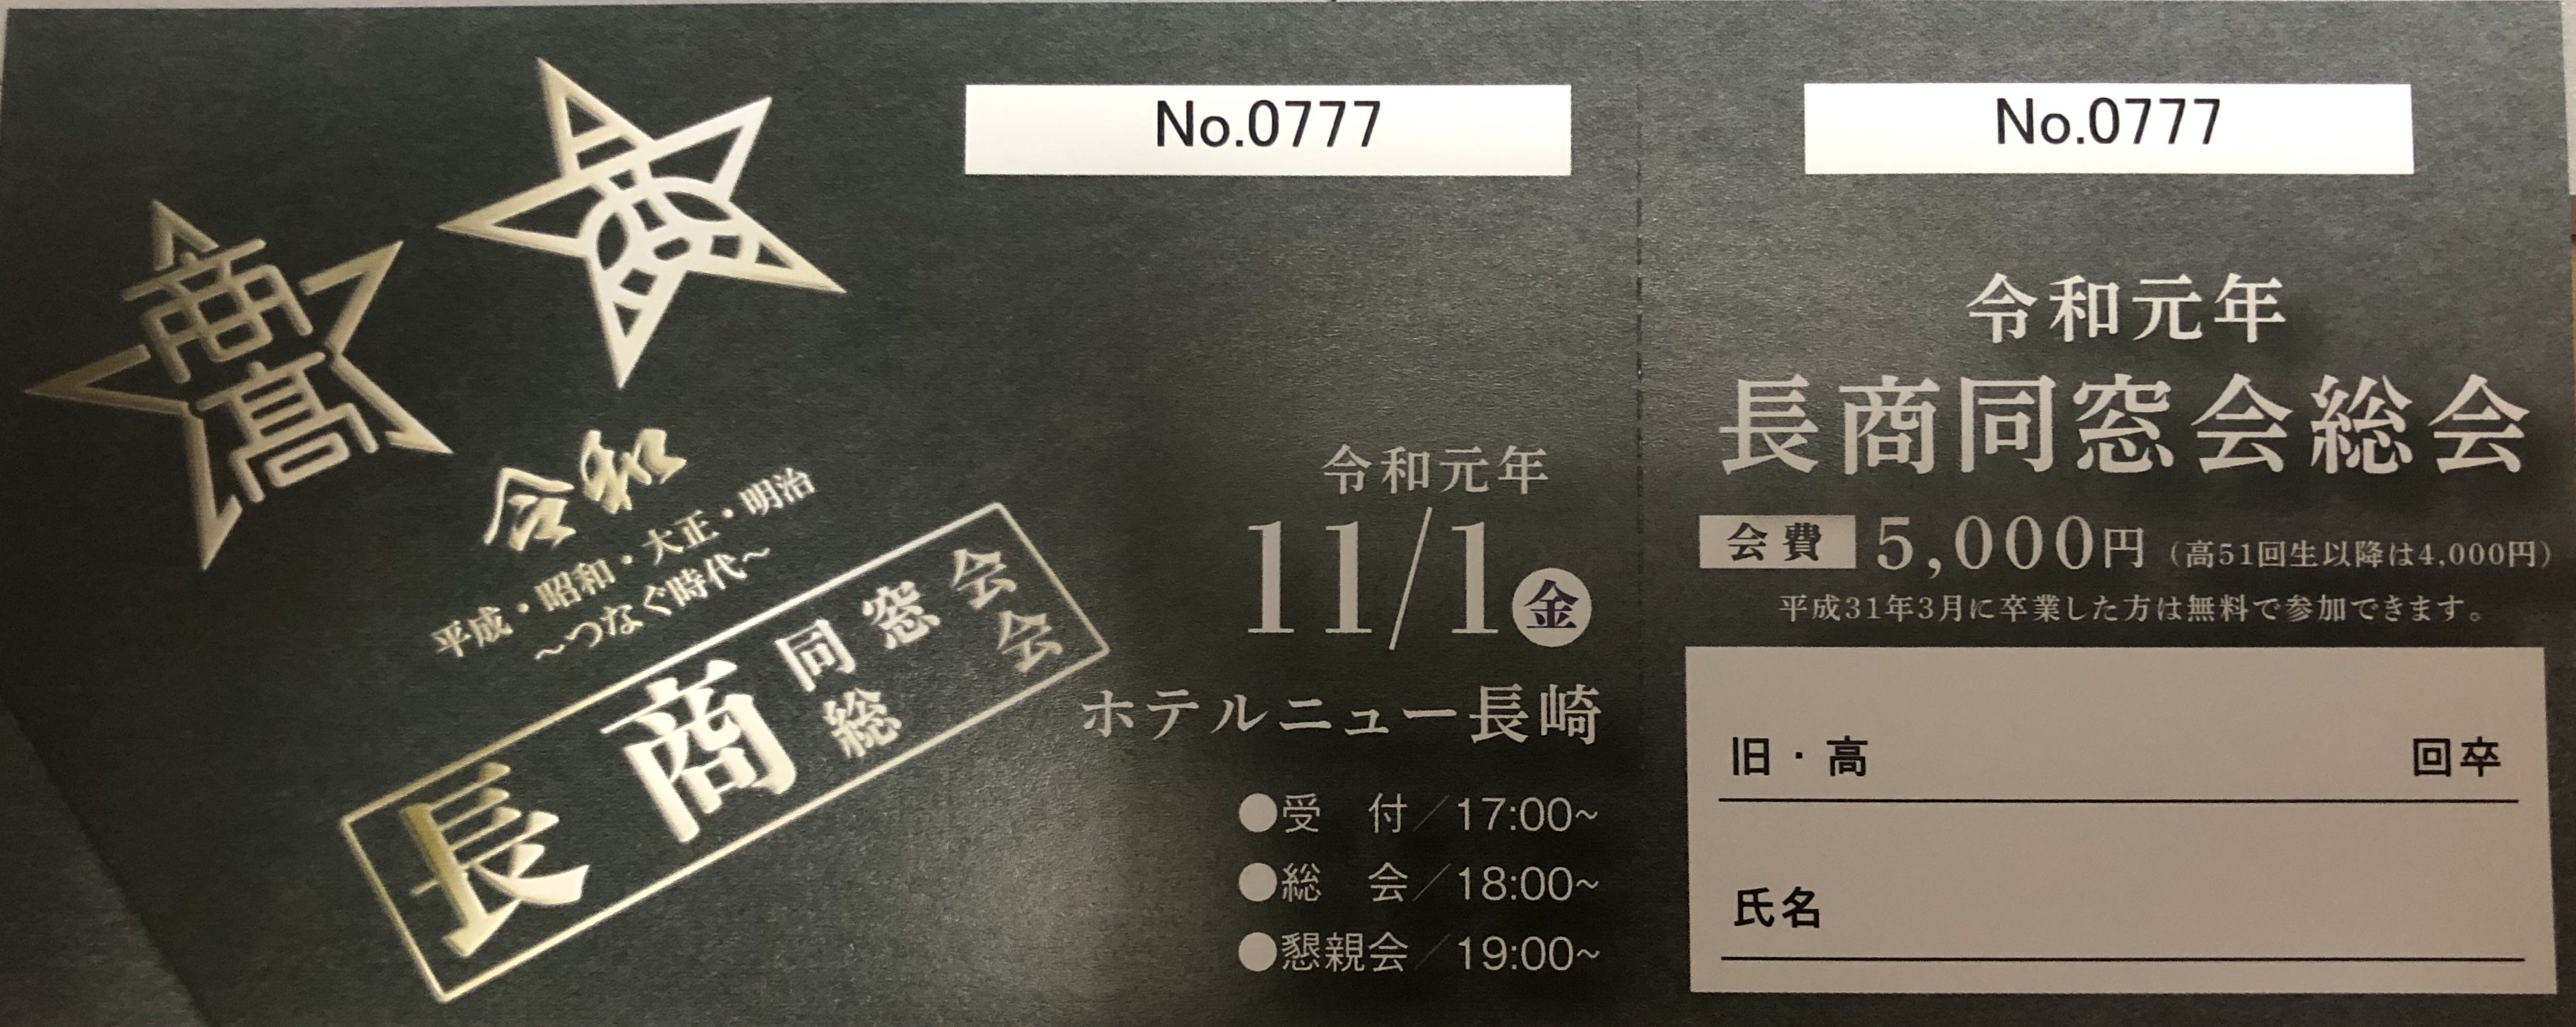 商
高
商
令和
平成・昭和・大正・明治
～つなぐ時代～
長商同窓会
総会
No.0777
令和元年
11/1金
ホテルニュー長崎
●受　付／17:00~
●総　会／18:00~
●懇親会／19:00~
No.0777
令和元年
長商同窓会総会
会費 5,000円（高51回生以降は4,000円）
平成31年3月に卒業した方は無料で参加できます。
旧・高　回卒
氏名